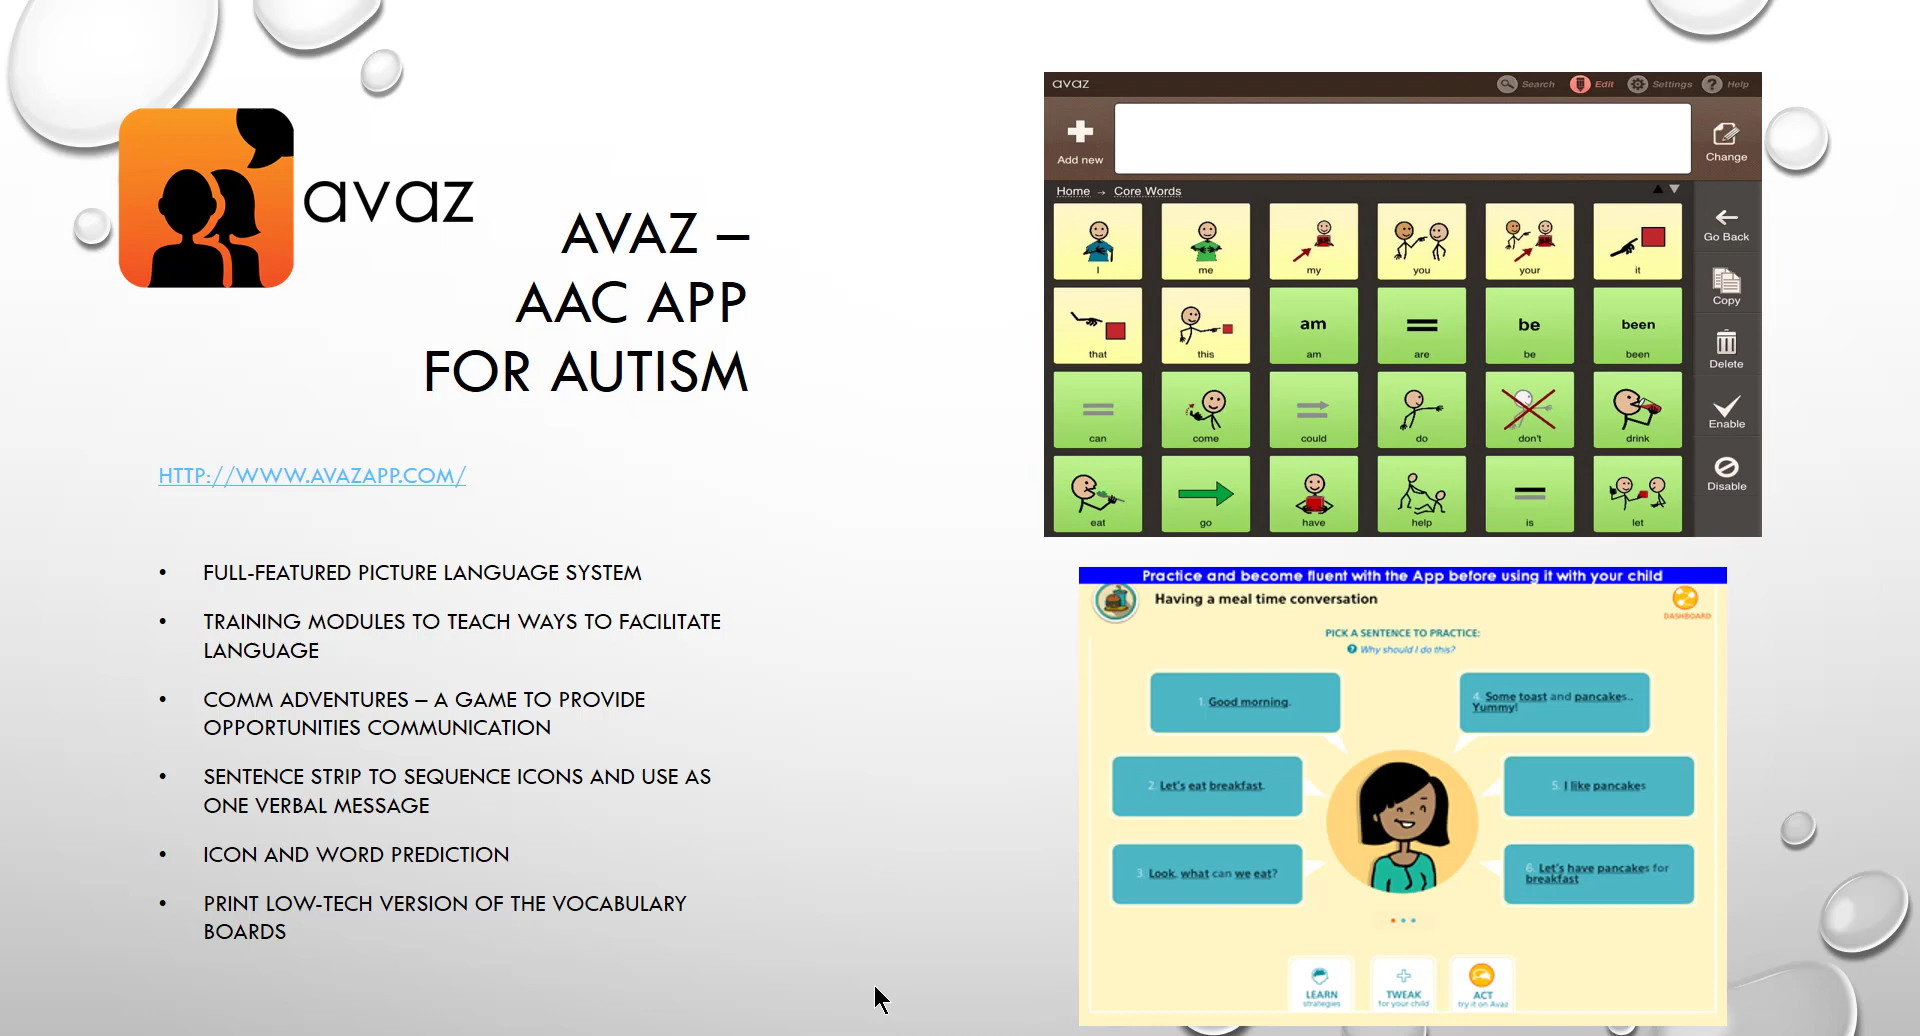 avaz
AVAZ –
AAC APP
FOR AUTISM
HTTP://WWW.AVAZAPP.COM/
• FULL-FEATURED PICTURE LANGUAGE SYSTEM
• TRAINING MODULES TO TEACH WAYS TO FACILITATE
LANGUAGE
• COMM ADVENTURES – A GAME TO PROVIDE
OPPORTUNITIES COMMUNICATION
• SENTENCE STRIP TO SEQUENCE ICONS AND USE AS
ONE VERBAL MESSAGE
• ICON AND WORD PREDICTION
• PRINT LOW-TECH VERSION OF THE VOCABULARY
BOARDS
avaz Search Edit Settings Help
Add new Change
Home → Core Words
I me my you your it
Go Back
am be been
that this am are be been
Copy
Delete
can come could do don't drink
Enable
eat go have help is let
Disable
Practice and become fluent with the App before using it with your child
Having a meal time conversation
DASHBOARD
PICK A SENTENCE TO PRACTICE:
? Why should I do this?
1. Good morning.
2. Let's eat breakfast.
3. Look, what can we eat?
4. Some toast and pancakes..
Yummy!
5. I like pancakes
6. Let's have pancakes for
breakfast
LEARN
strategies
TWEAK
for your child
ACT
try it on Avaz